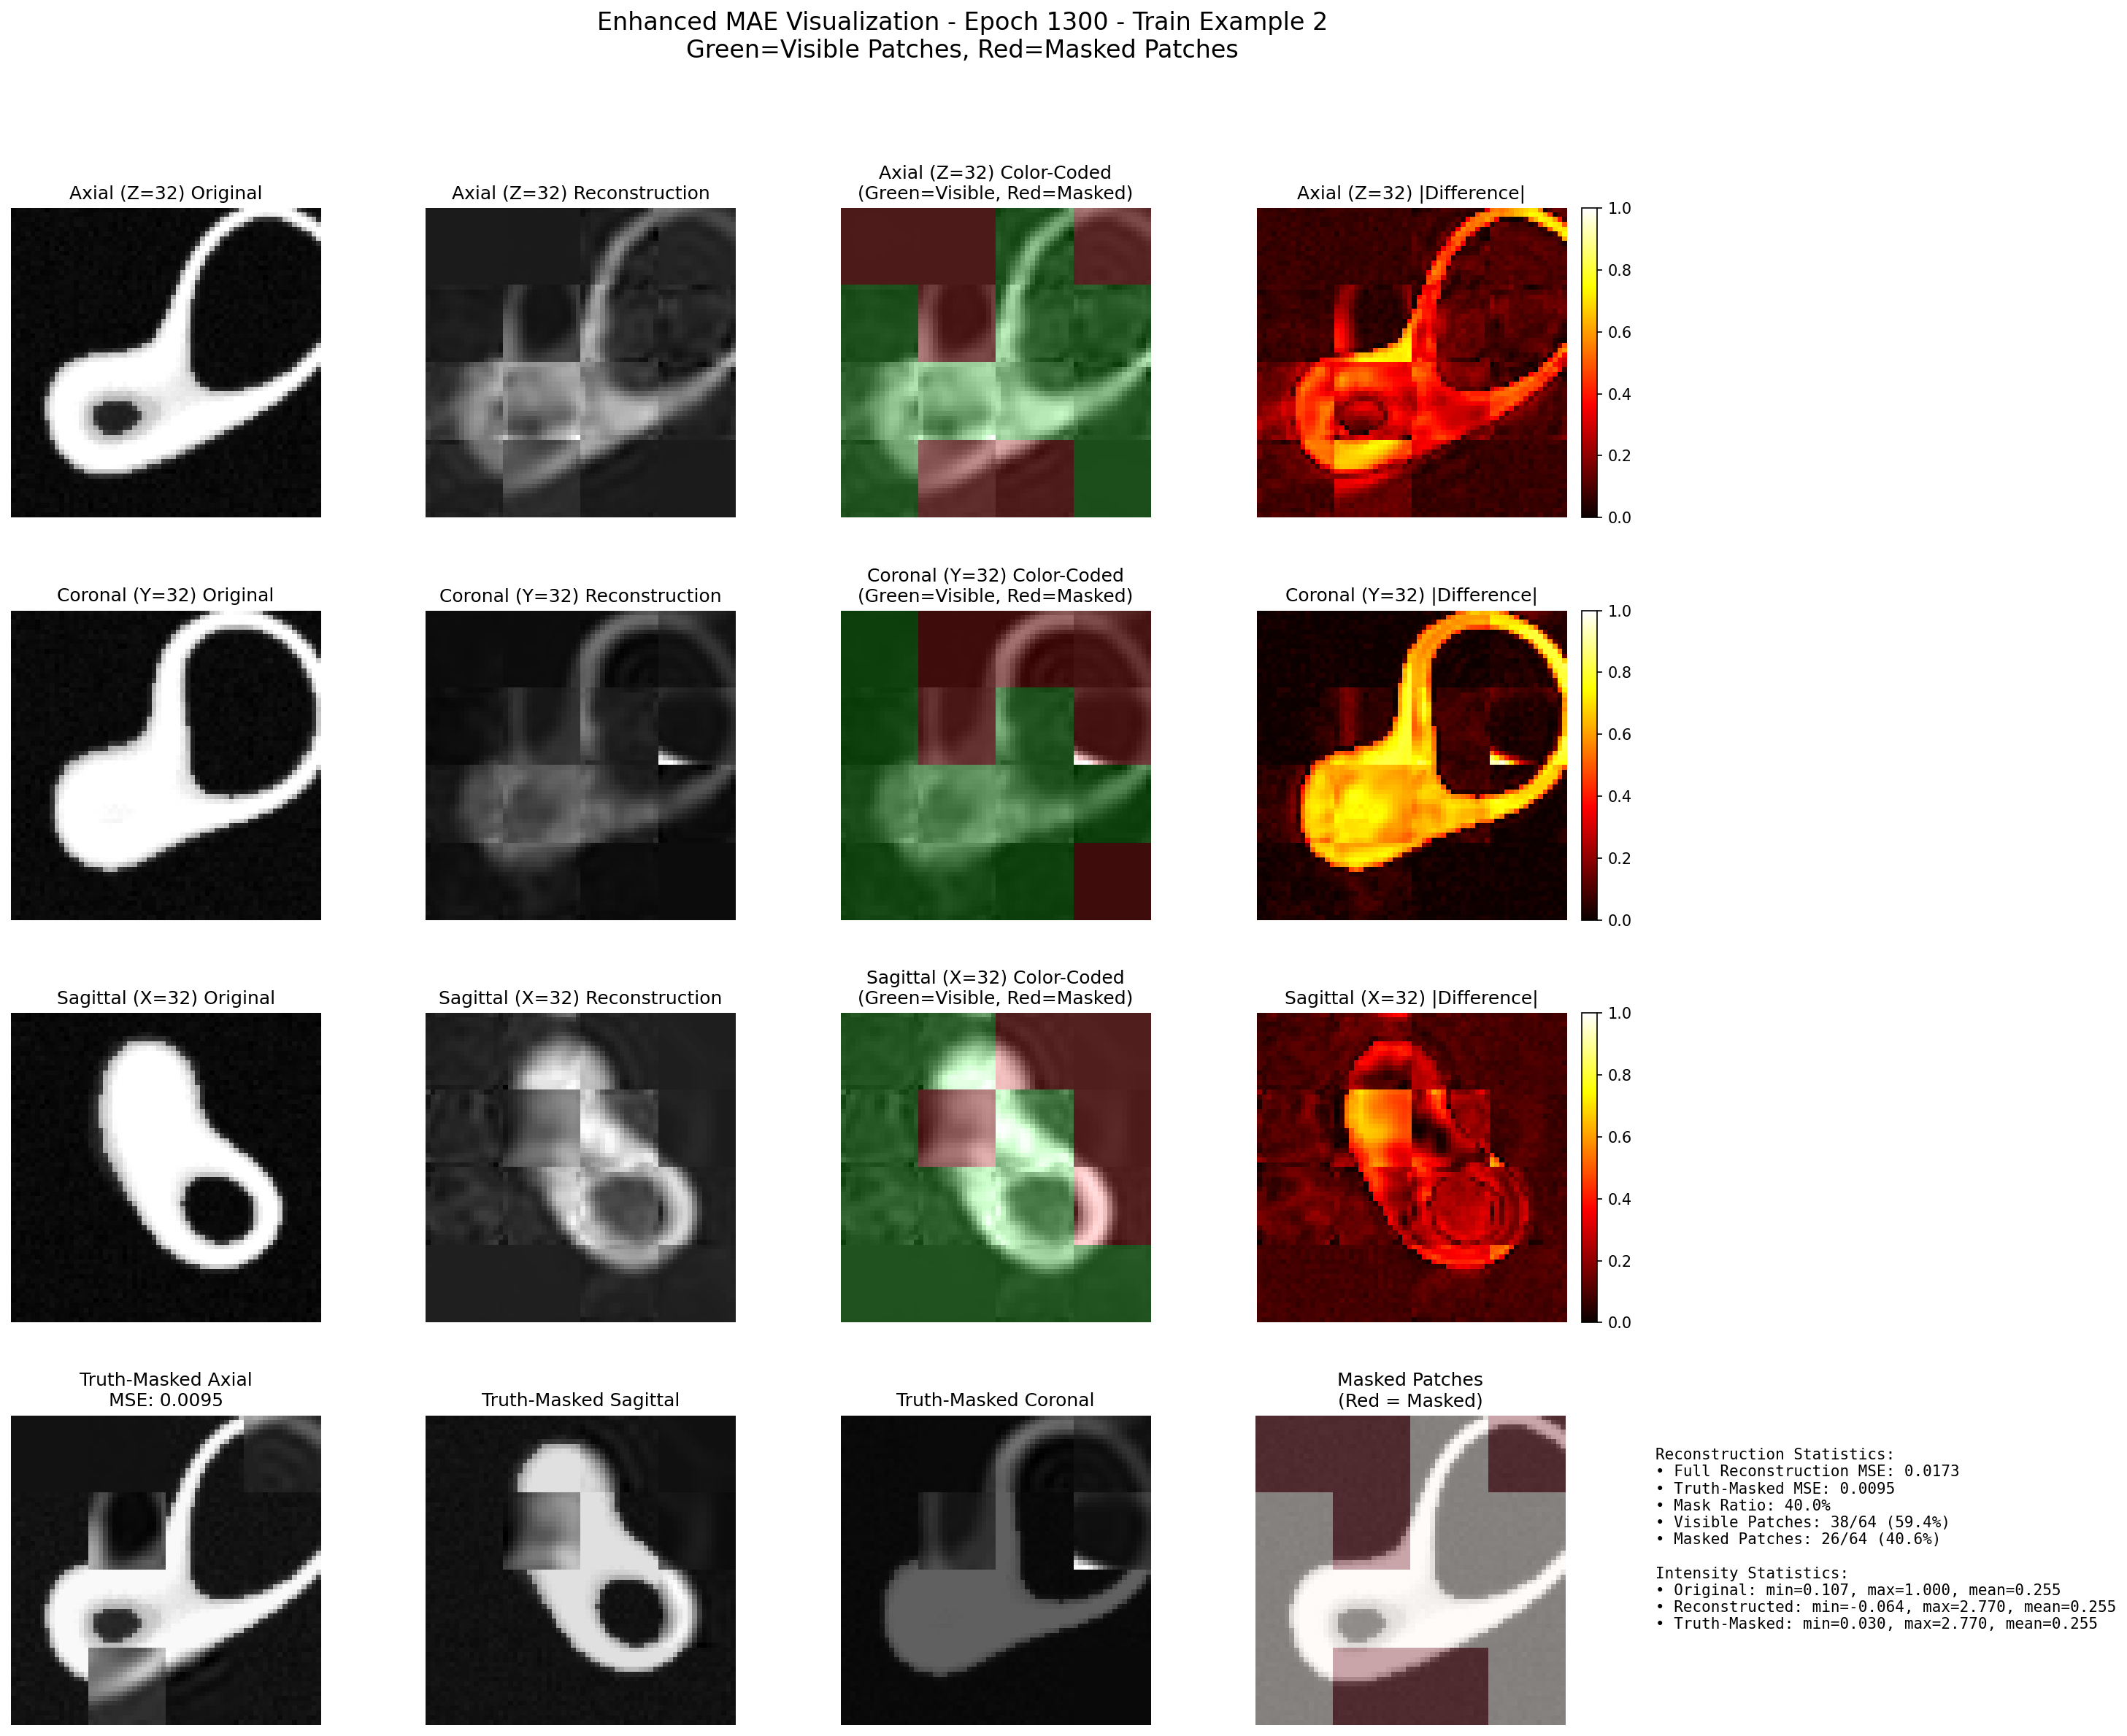 Enhanced MAE Visualization - Epoch 1300 - Train Example 2
Green=Visible Patches, Red=Masked Patches
Axial (Z=32) Original
Axial (Z=32) Reconstruction
Axial (Z=32) Color-Coded
(Green=Visible, Red=Masked)
Axial (Z=32) |Difference|
1.0
0.8
0.6
0.4
0.2
0.0
Coronal (Y=32) Original
Coronal (Y=32) Reconstruction
Coronal (Y=32) Color-Coded
(Green=Visible, Red=Masked)
Coronal (Y=32) |Difference|
1.0
0.8
0.6
0.4
0.2
0.0
Sagittal (X=32) Original
Sagittal (X=32) Reconstruction
Sagittal (X=32) Color-Coded
(Green=Visible, Red=Masked)
Sagittal (X=32) |Difference|
1.0
0.8
0.6
0.4
0.2
0.0
Truth-Masked Axial
MSE: 0.0095
Truth-Masked Sagittal
Truth-Masked Coronal
Masked Patches
(Red = Masked)
Reconstruction Statistics:
• Full Reconstruction MSE: 0.0173
• Truth-Masked MSE: 0.0095
• Mask Ratio: 40.0%
• Visible Patches: 38/64 (59.4%)
• Masked Patches: 26/64 (40.6%)
Intensity Statistics:
• Original: min=0.107, max=1.000, mean=0.255
• Reconstructed: min=-0.064, max=2.770, mean=0.255
• Truth-Masked: min=0.030, max=2.770, mean=0.255